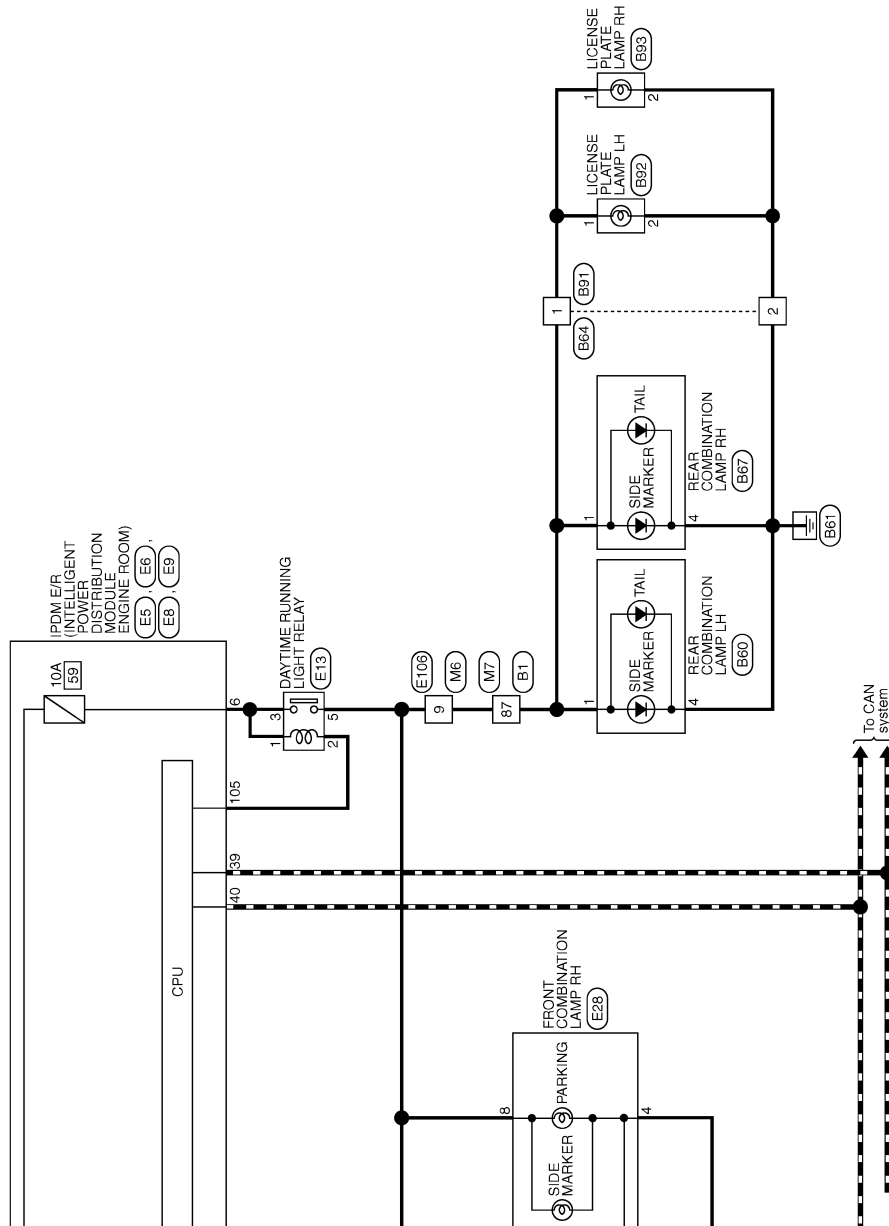 IPDM E/R
(INTELLIGENT
POWER
DISTRIBUTION
MODULE
ENGINE ROOM)
E5 , E6 ,
E8 , E9
10A
59
CPU
6
105
39
40
DAYTIME RUNNING
LIGHT RELAY
E13
3
5
1
2
E106
M6
9
M7
B1
87
FRONT
COMBINATION
LAMP RH
E28
8
4
PARKING
SIDE
MARKER
REAR
COMBINATION
LAMP LH
B60
1
4
SIDE
MARKER
TAIL
REAR
COMBINATION
LAMP RH
B67
1
4
SIDE
MARKER
TAIL
B61
B64
B91
1
2
LICENSE
PLATE
LAMP LH
B92
1
2
LICENSE
PLATE
LAMP RH
B93
1
2
To CAN
system